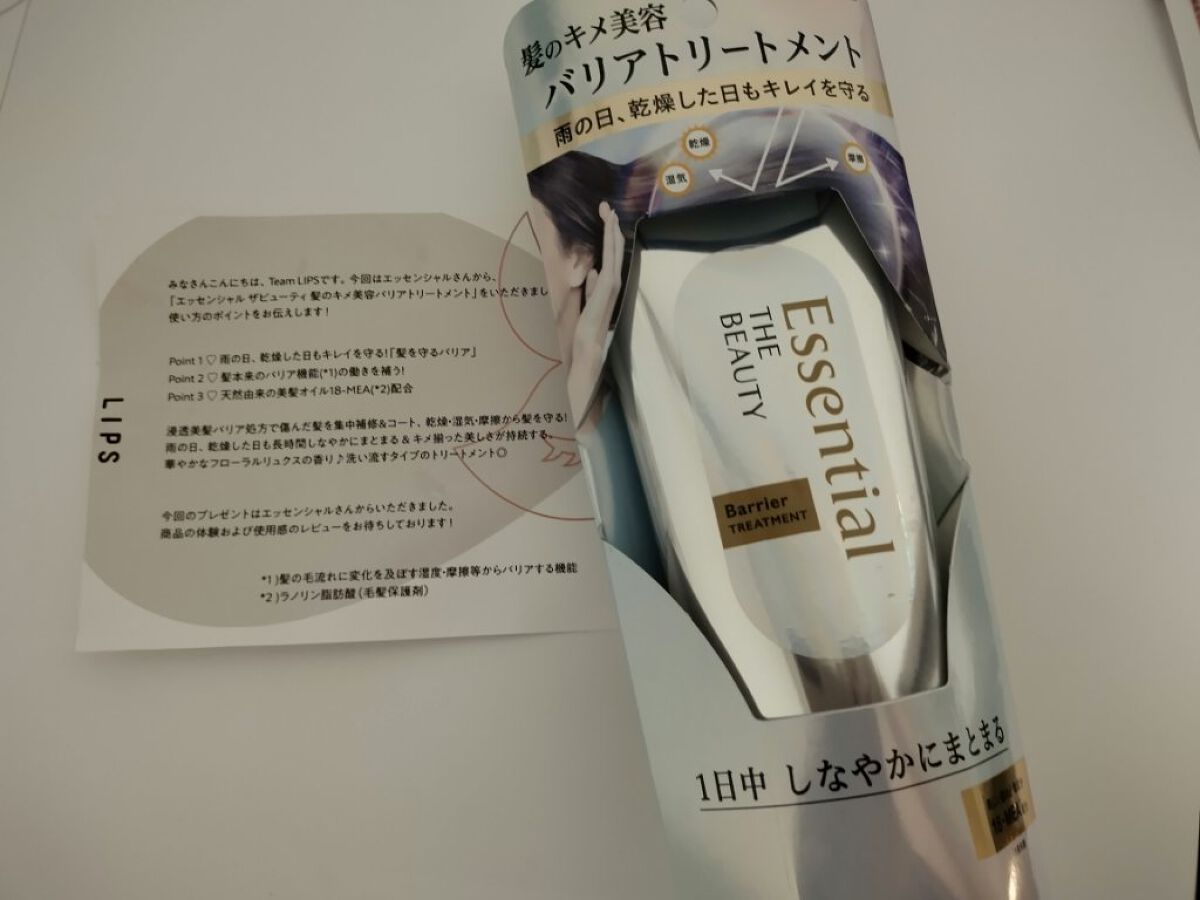 髪のキメ美容
バリアトリートメント
雨の日、乾燥した日もキレイを守る
乾燥
湿気
摩擦
Essential
THE
BEAUTY
Barrier
TREATMENT
1日中 しなやかにまとまる
18-MEA
LIPS
みなさんこんにちは、Team LIPSです。今回はエッセンシャルさんから、
「エッセンシャル ザビューティ 髪のキメ美容バリアトリートメント」をいただきまし
使い方のポイントをお伝えします!
Point 1 ♡ 雨の日、乾燥した日もキレイを守る!「髪を守るバリア」
Point 2 ♡ 髪本来のバリア機能(*1)の働きを補う!
Point 3 ♡ 天然由来の美髪オイル18-MEA(*2)配合
浸透美髪バリア処方で傷んだ髪を集中補修&コート、乾燥・湿気・摩擦から髪を守る!
雨の日、乾燥した日も長時間しなやかにまとまる & キメ揃った美しさが持続する。
華やかなフローラルリュクスの香り♪洗い流すタイプのトリートメント◎
今回のプレゼントはエッセンシャルさんからいただきました。
商品の体験および使用感のレビューをお待ちしております!
*1)髪の毛流れに変化を及ぼす湿度・摩擦等からバリアする機能
*2)ラノリン脂肪酸(毛髪保護剤)